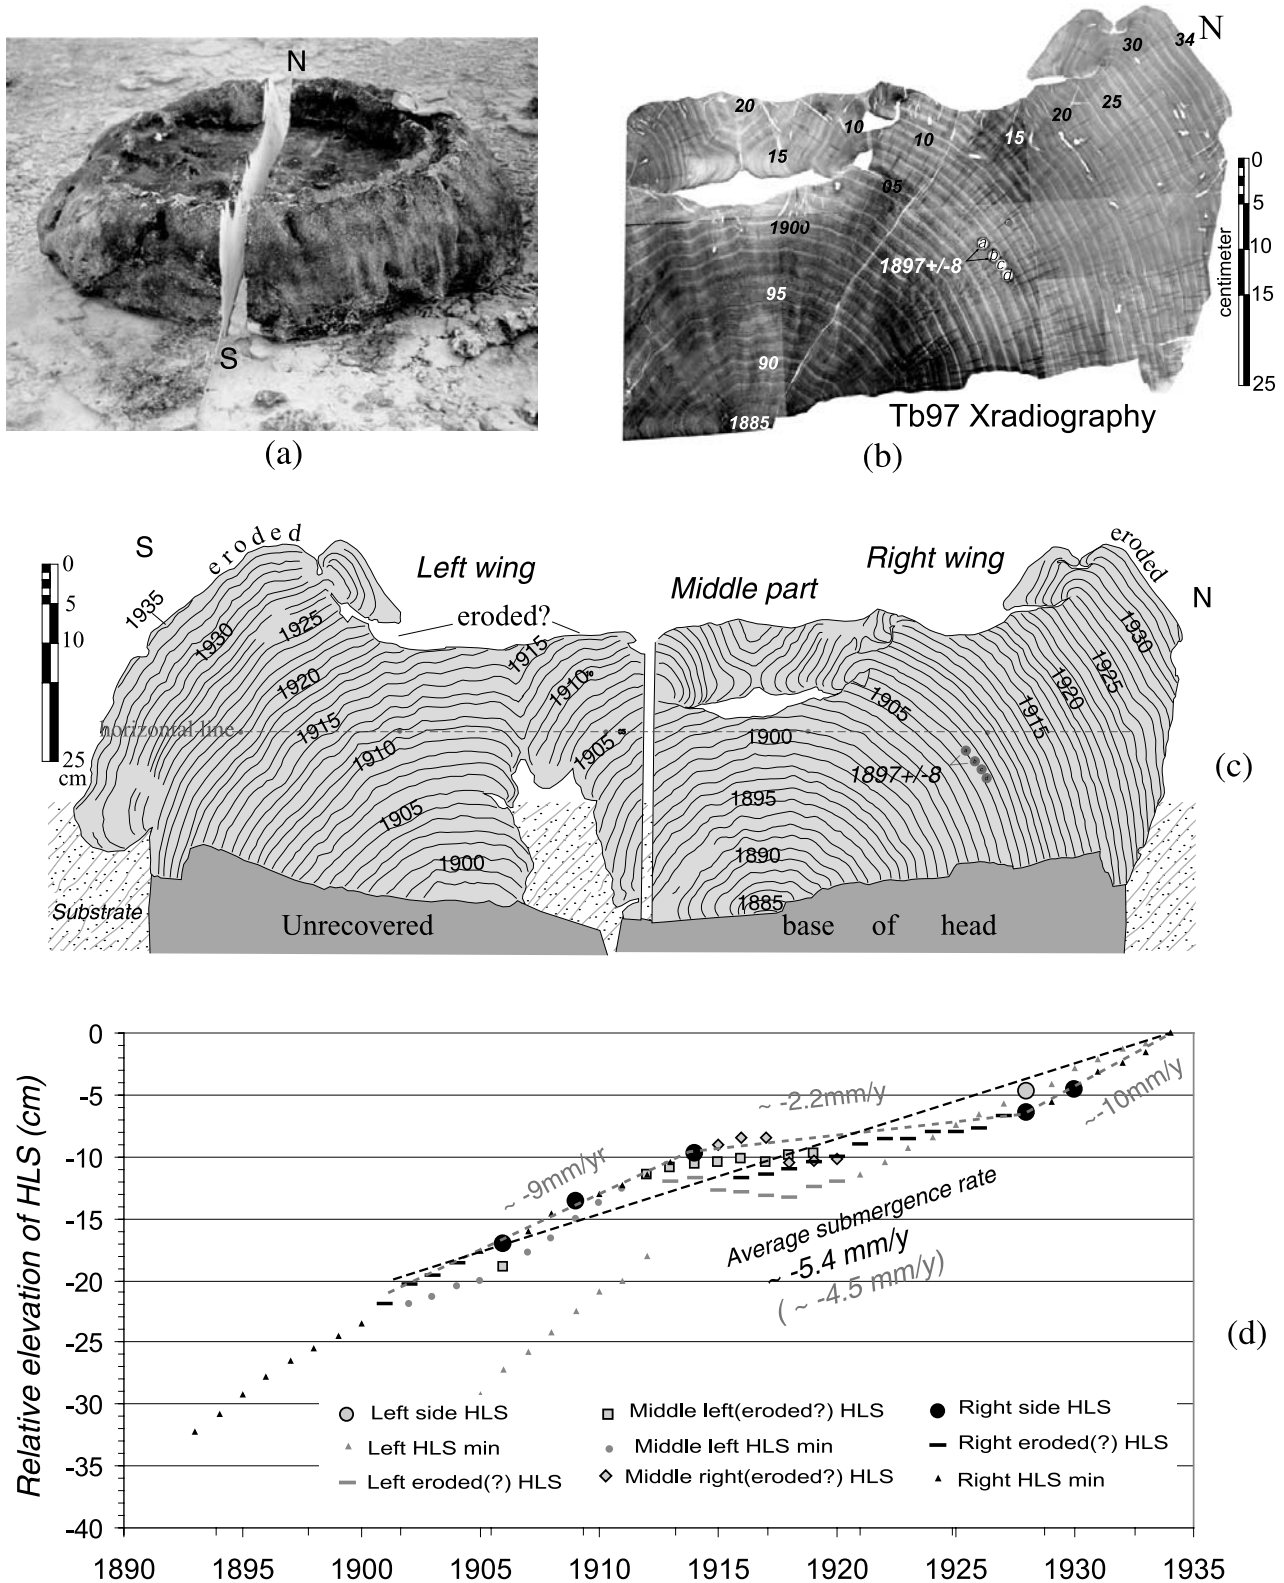 N
S
(a)
N
34
30
25
20
15
10
20
10
15
05
1900
a
b
c
d
1897+/-8
95
90
1885
Tb97 Xradiography
0
5
10
15
25
centimeter
(b)
S
eroded
Left wing
eroded?
Middle part
Right wing
eroded
N
0
5
10
25
cm
1935
1930
1925
1920
1915
1910
1905
1900
1915
1910
1905
horizontal line
1905
1900
1895
1890
1885
1897+/-8
1915
1920
1925
1930
Substrate
Unrecovered
base of head
(c)
Relative elevation of HLS (cm)
0
-5
-10
-15
-20
-25
-30
-35
-40
~ -9mm/yr
~ -2.2mm/y
~-10mm/y
Average submergence rate
~ -5.4 mm/y
( ~ -4.5 mm/y)
Left side HLS
Middle left(eroded?) HLS
Right side HLS
Left HLS min
Middle left HLS min
Right eroded(?) HLS
Left eroded(?) HLS
Middle right(eroded?) HLS
Right HLS min
1890 1895 1900 1905 1910 1915 1920 1925 1930 1935
(d)